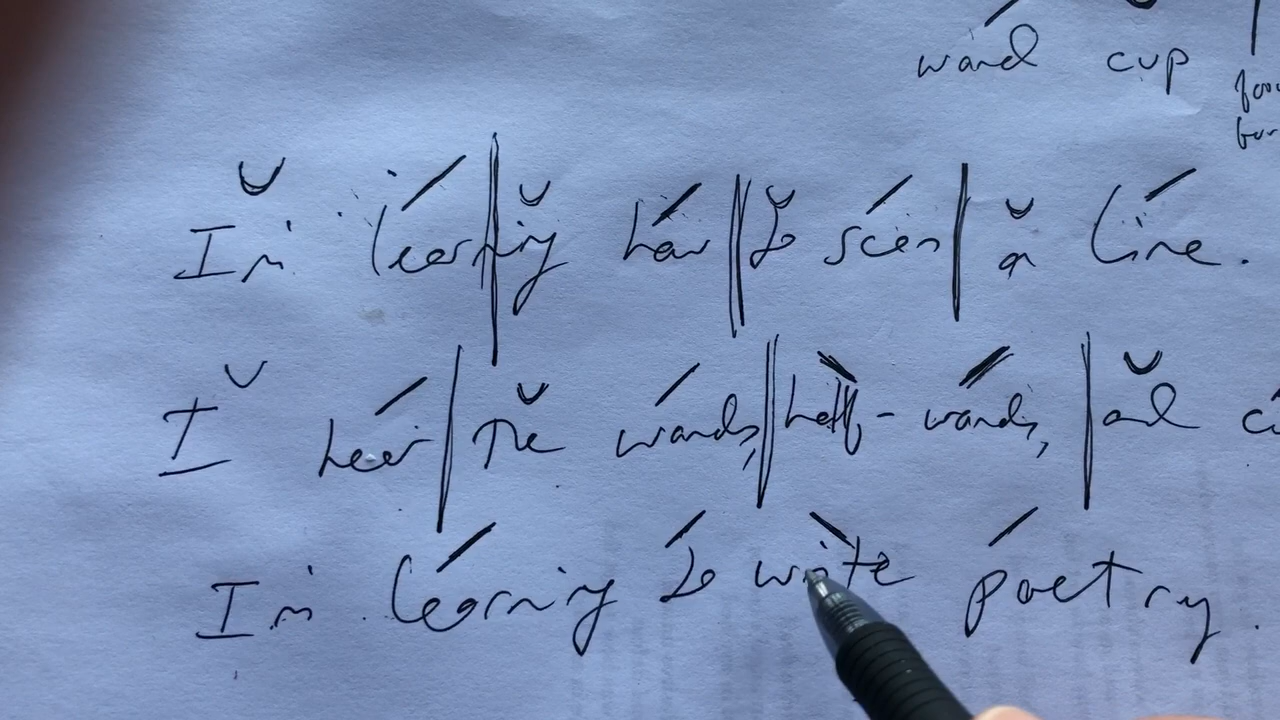 wand cup
I'm learning how to scan a line.
I hear the wands, half-wands, and
I'm learning to write poetry.